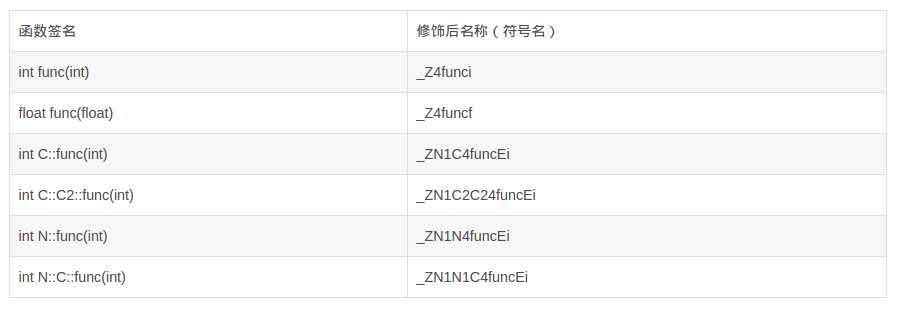 函数签名 修饰后名称（符号名）
int func(int) _Z4funci
float func(float) _Z4funcf
int C::func(int) _ZN1C4funcEi
int C::C2::func(int) _ZN1C2C24funcEi
int N::func(int) _ZN1N4funcEi
int N::C::func(int) _ZN1N1C4funcEi